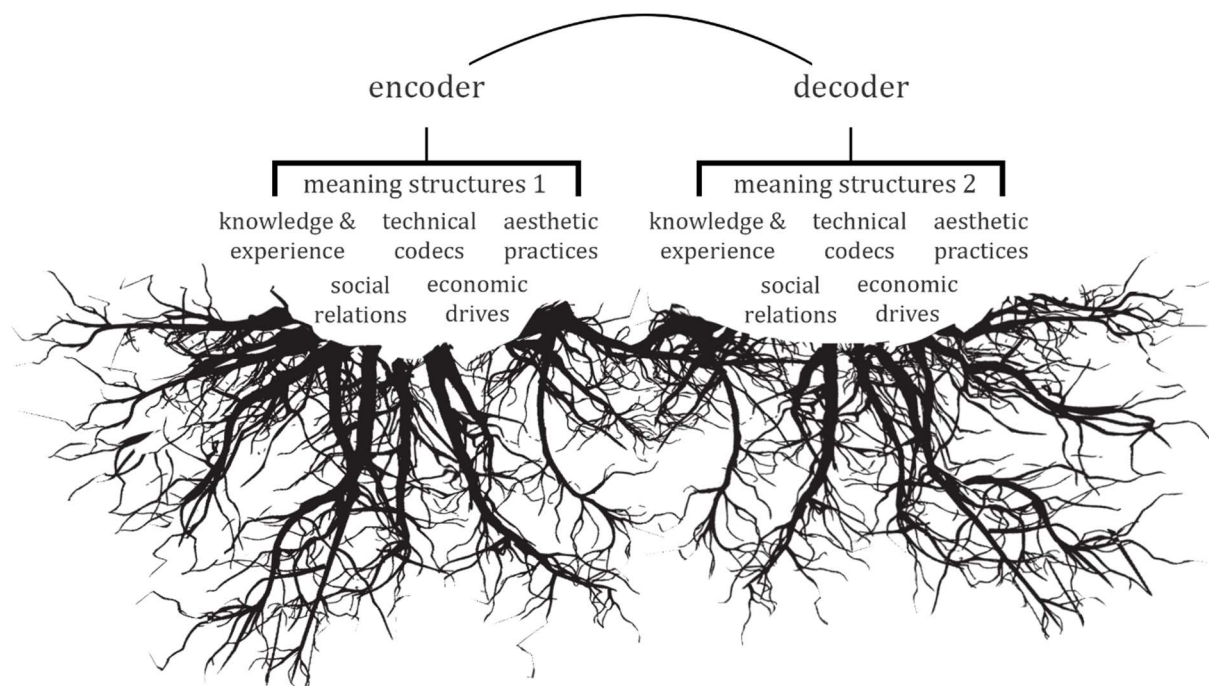 encoder
decoder
meaning structures 1
knowledge &
experience
technical
codecs
aesthetic
practices
social
relations
economic
drives
meaning structures 2
knowledge &
experience
technical
codecs
aesthetic
practices
social
relations
economic
drives